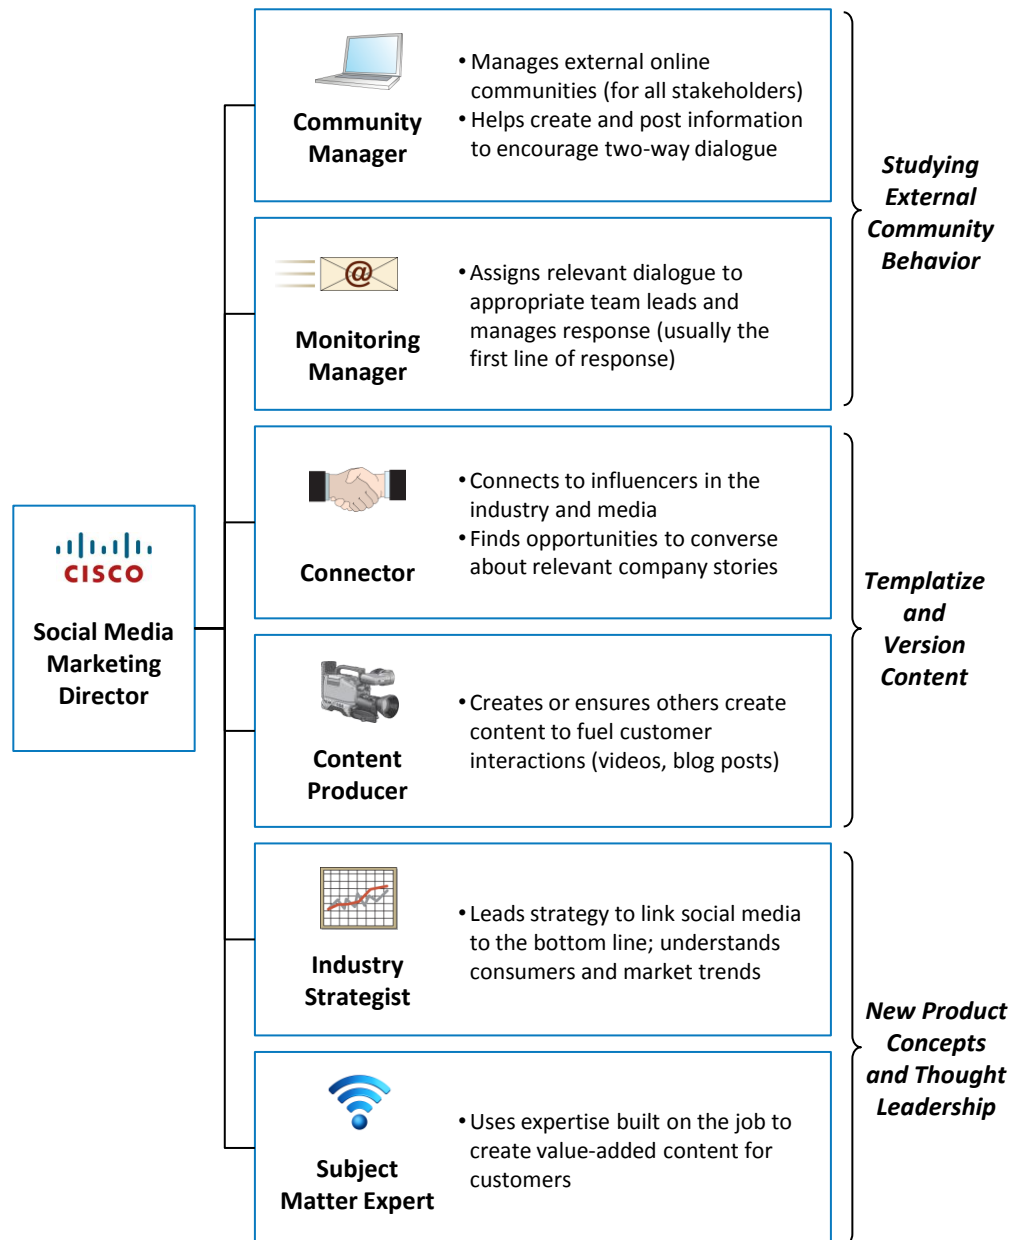 CISCO
Social Media
Marketing
Director
Community
Manager
• Manages external online
communities (for all stakeholders)
• Helps create and post information
to encourage two-way dialogue
@
Monitoring
Manager
• Assigns relevant dialogue to
appropriate team leads and
manages response (usually the
first line of response)
Studying
External
Community
Behavior
Connector
• Connects to influencers in the
industry and media
• Finds opportunities to converse
about relevant company stories
Content
Producer
• Creates or ensures others create
content to fuel customer
interactions (videos, blog posts)
Templatize
and
Version
Content
Industry
Strategist
• Leads strategy to link social media
to the bottom line; understands
consumers and market trends
Subject
Matter Expert
• Uses expertise built on the job to
create value-added content for
customers
New Product
Concepts
and Thought
Leadership